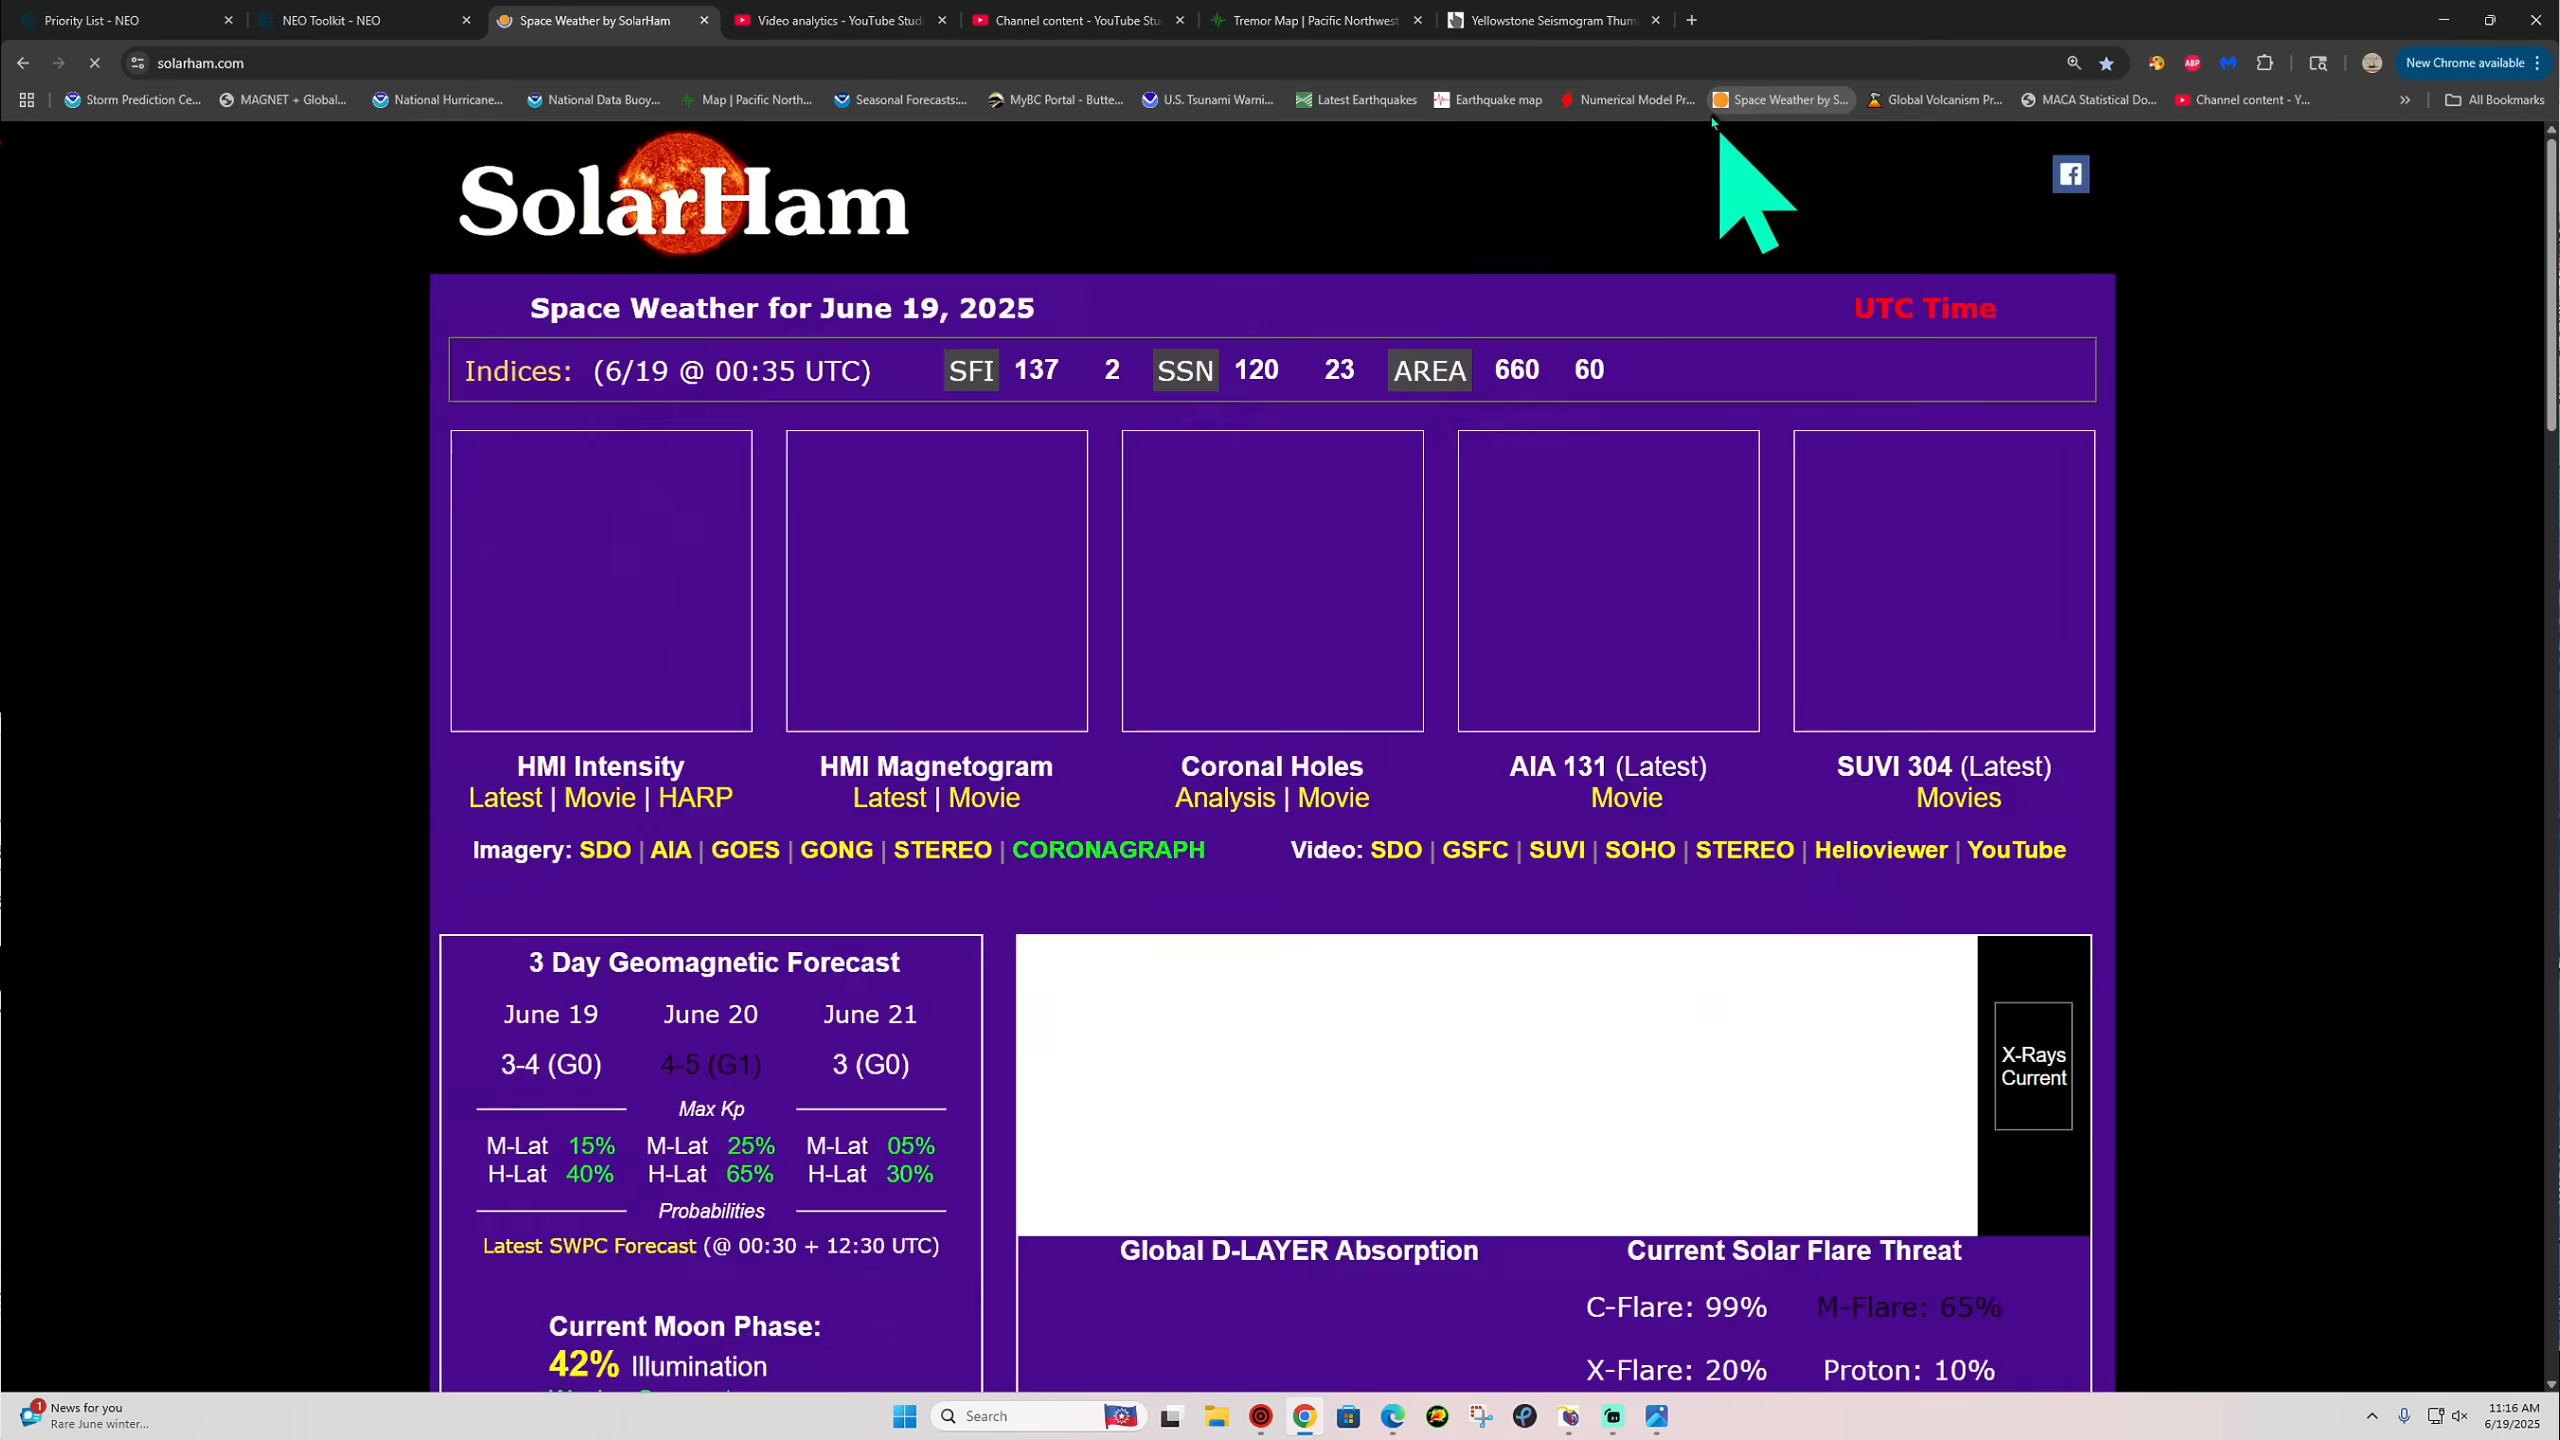 Priority List - NEO
NEO Toolkit - NEO
Space Weather by SolarHam
Video analytics - YouTube Stud
Channel content - YouTube Stu
Tremor Map | Pacific Northwest
Yellowstone Seismogram Thum
solarham.com
ABP
New Chrome available
Storm Prediction Ce...
MAGNET + Global...
National Hurricane...
National Data Buoy...
Map | Pacific North...
Seasonal Forecasts:...
MyBC Portal - Butte...
U.S. Tsunami Warni...
Latest Earthquakes
Earthquake map
Numerical Model Pr...
Space Weather by S...
Global Volcanism Pr...
MACA Statistical Do...
Channel content - Y...
All Bookmarks
SolarHam
Space Weather for June 19, 2025
UTC Time
Indices: (6/19 @ 00:35 UTC) SFI 137 2 SSN 120 23 AREA 660 60
HMI Intensity
Latest | Movie | HARP
HMI Magnetogram
Latest | Movie
Coronal Holes
Analysis | Movie
AIA 131 (Latest)
Movie
SUVI 304 (Latest)
Movies
Imagery: SDO | AIA | GOES | GONG | STEREO | CORONAGRAPH
Video: SDO | GSFC | SUVI | SOHO | STEREO | Helioviewer | YouTube
3 Day Geomagnetic Forecast
June 19 June 20 June 21
3-4 (G0) 4-5 (G1) 3 (G0)
Max Kp
M-Lat 15% M-Lat 25% M-Lat 05%
H-Lat 40% H-Lat 65% H-Lat 30%
Probabilities
Latest SWPC Forecast (@ 00:30 + 12:30 UTC)
Current Moon Phase:
42% Illumination
X-Rays
Current
Global D-LAYER Absorption
Current Solar Flare Threat
C-Flare: 99% M-Flare: 65%
X-Flare: 20% Proton: 10%
1
News for you
Rare June winter...
Search
11:16 AM
6/19/2025